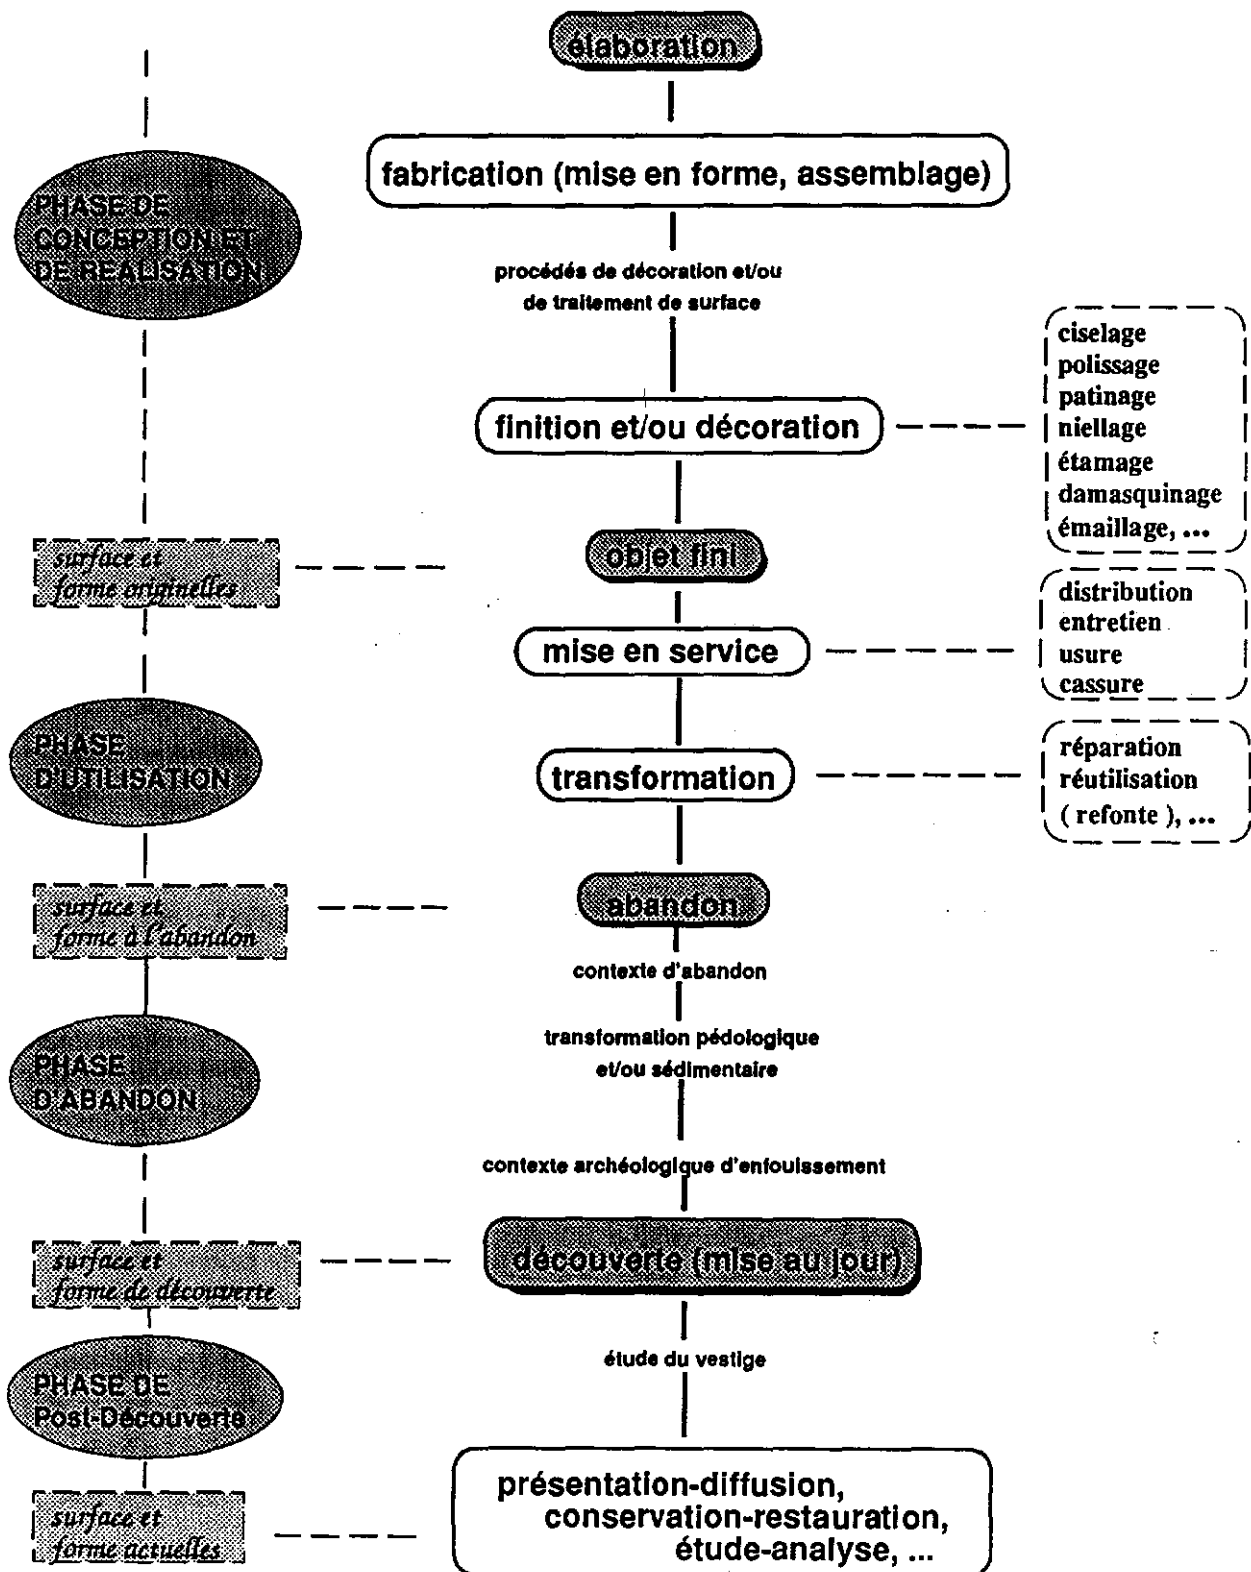 élaboration
fabrication (mise en forme, assemblage)
PHASE DE
CONCEPTION ET
DE REALISATION
procédés de décoration et/ou
de traitement de surface
ciselage
polissage
patinage
niellage
étamage
damasquinage
émaillage, ...
finition et/ou décoration
surface et
forme originelles
objet fini
distribution
entretien
usure
cassure
mise en service
PHASE
D'UTILISATION
transformation
réparation
réutilisation
( refonte ), ...
surface et
forme à l'abandon
abandon
contexte d'abandon
transformation pédologique
et/ou sédimentaire
PHASE
D'ABANDON
contexte archéologique d'enfouissement
surface et
forme de découverte
découverte (mise au jour)
étude du vestige
PHASE DE
Post-Découverte
présentation-diffusion,
conservation-restauration,
étude-analyse, ...
surface et
forme actuelles